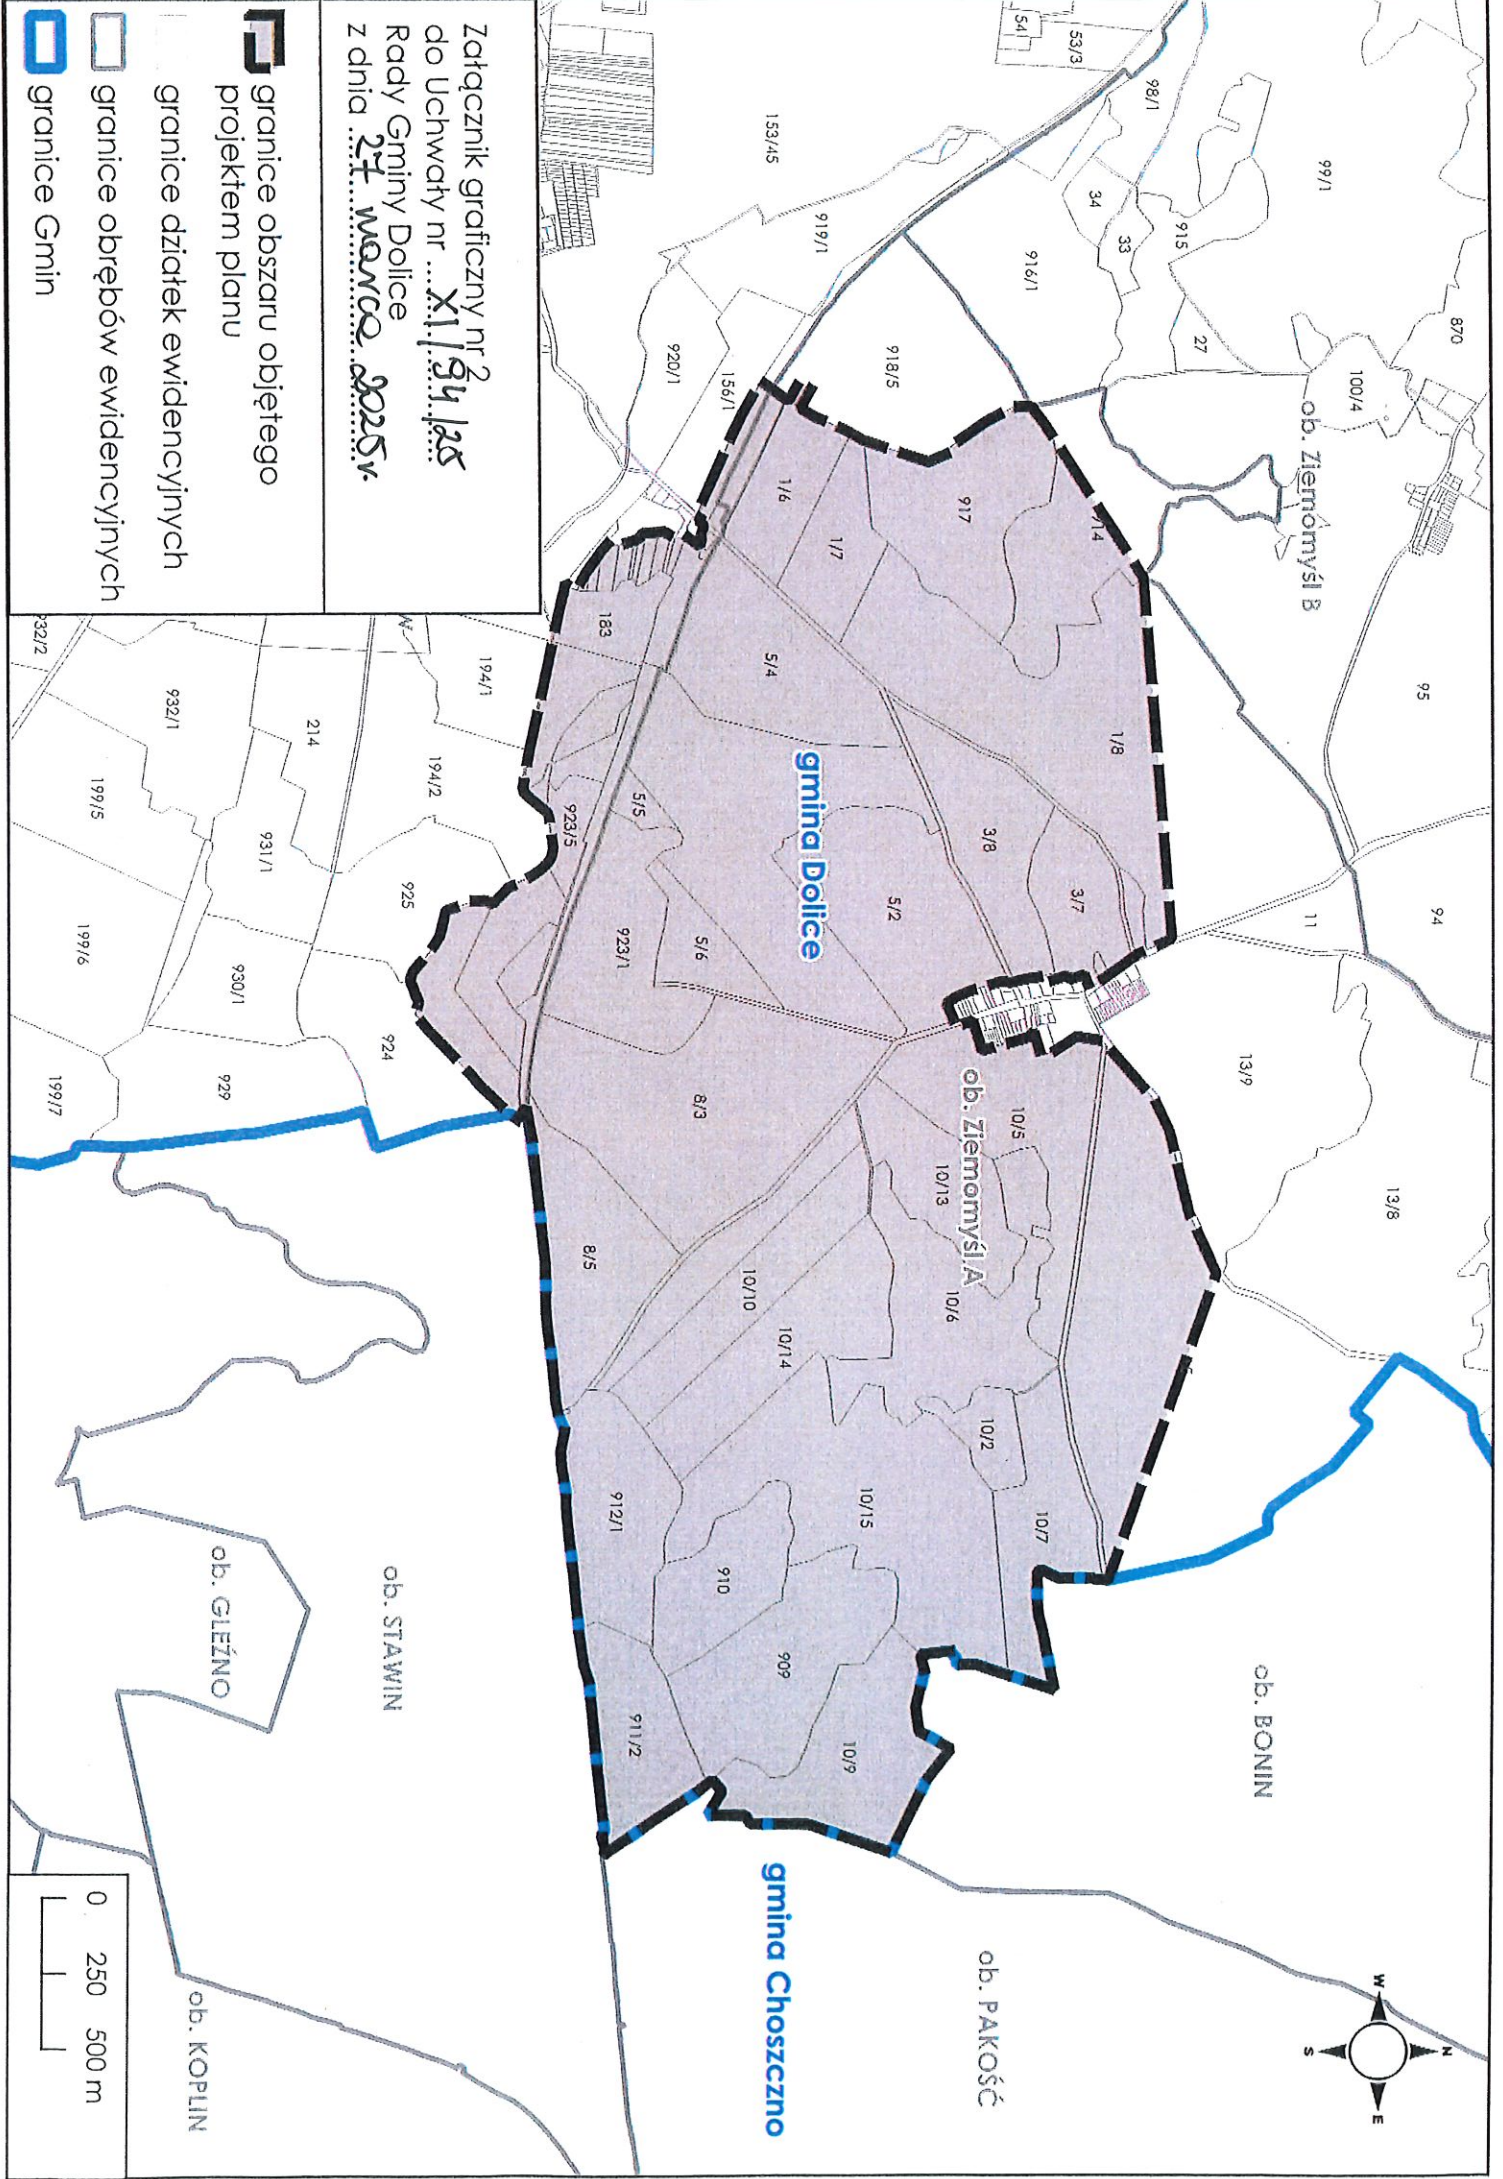 Załącznik graficzny nr 2
do Uchwały nr ...XI/94/25
Rady Gminy Dolice
z dnia ..27 marca 2025r.
granice obszaru objętego
projektem planu
granice działek ewidencyjnych
granice obrębów ewidencyjnych
granice Gmin
gmina Dolice
gmina Choszczno
ob. Ziemomyśl B
ob. Ziemomyśl A
ob. BONIN
ob. PAKOŚĆ
ob. STAWIN
ob. GLEŹNO
ob. KOPLIN
N
W
E
S
0 250 500 m
54
53/3
98/1
99/1
870
153/45
34
33
915
27
100/4
919/1
916/1
918/5
920/1
156/1
95
94
11
13/9
13/8
917
14
1/6
1/7
1/8
183
5/4
3/8
3/7
5/5
5/2
923/5
923/1
5/6
8/3
10/5
10/13
10/6
8/5
10/10
10/14
10/2
10/7
10/15
912/1
910
909
911/2
10/9
194/1
194/2
214
932/1
232/2
199/5
931/1
925
199/6
930/1
924
929
199/7